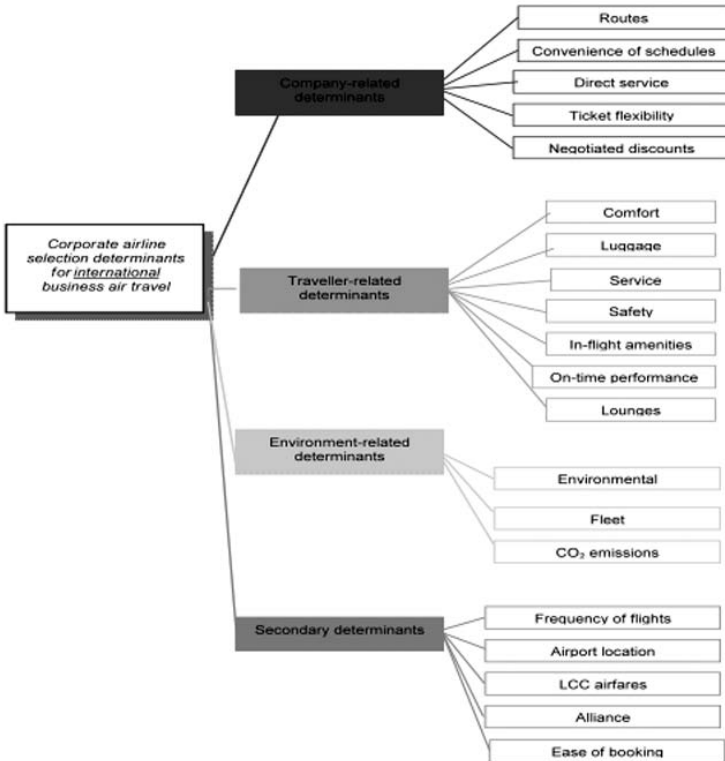 Corporate airline
selection determinants
for international
business air travel
Company-related
determinants
Routes
Convenience of schedules
Direct service
Ticket flexibility
Negotiated discounts
Traveller-related
determinants
Comfort
Luggage
Service
Safety
In-flight amenities
On-time performance
Lounges
Environment-related
determinants
Environmental
Fleet
CO₂ emissions
Secondary determinants
Frequency of flights
Airport location
LCC airfares
Alliance
Ease of booking